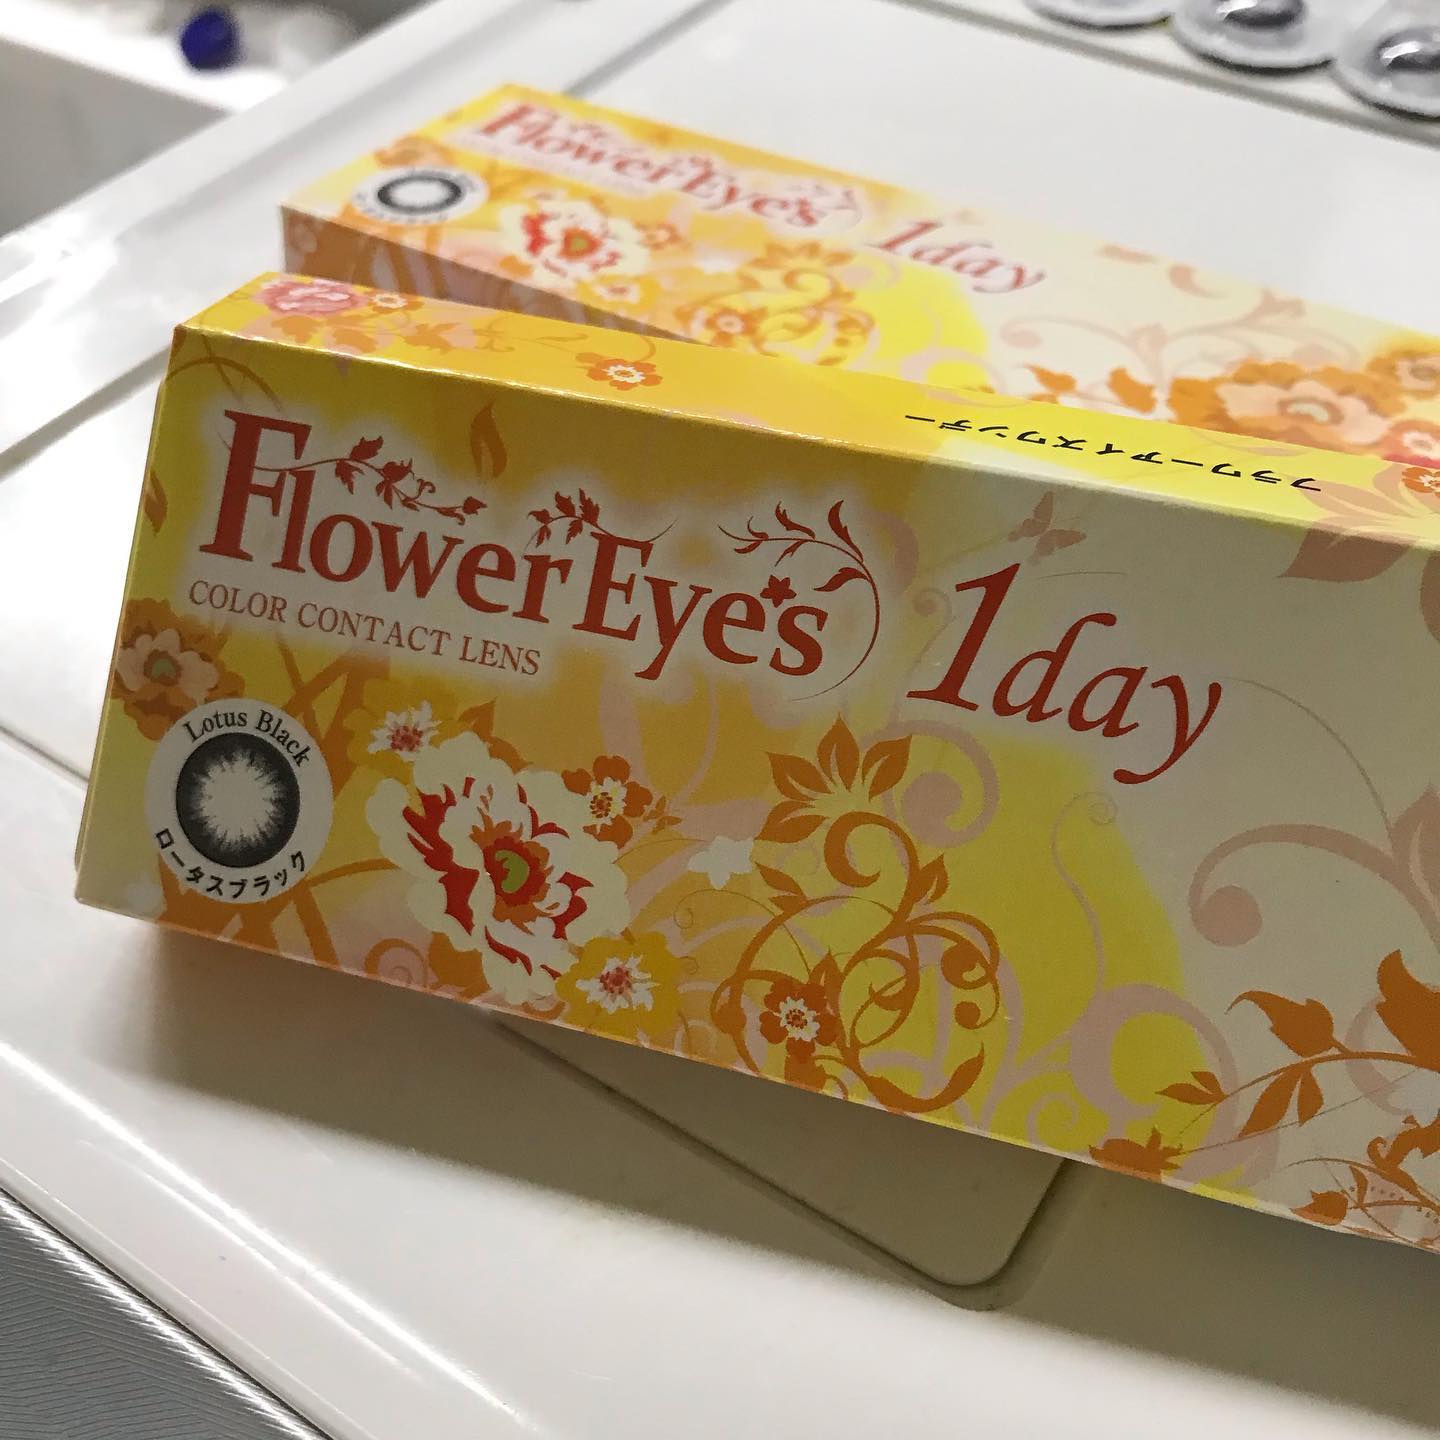 FlowerEyes 1day
フラワーアイズワンデー
FlowerEyes 1day
COLOR CONTACT LENS
Lotus Black
ロータスブラック